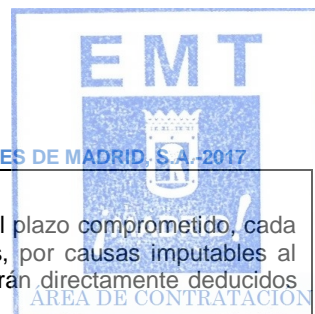 EMT
ES DE MADRID, S.A.-2017
l plazo comprometido, cada
s, por causas imputables al
rán directamente deducidos
ÁREA DE CONTRATACIÓN